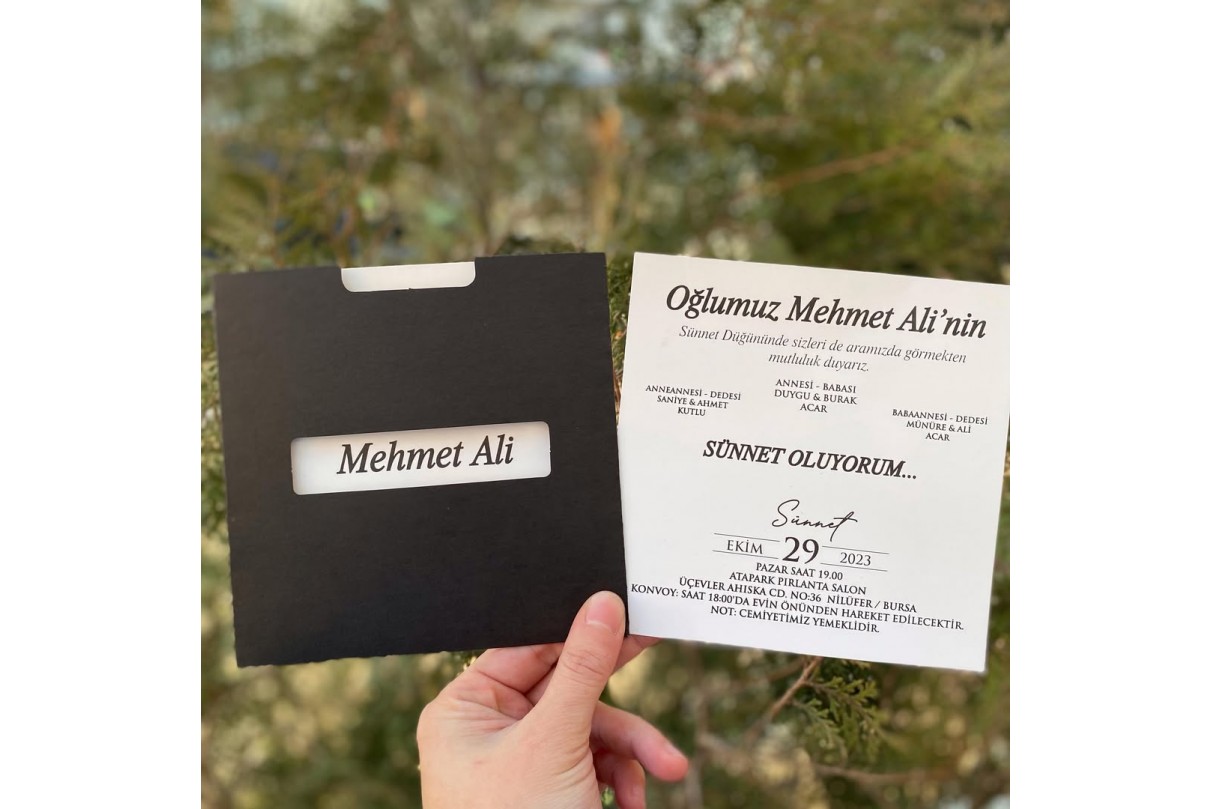 Mehmet Ali
Oğlumuz Mehmet Ali'nin
Sünnet Düğününde sizleri de aramızda görmekten
mutluluk duyarız.
ANNEANNESİ - DEDESİ
SANİYE & AHMET
KUTLU
ANNESİ - BABASI
DUYGU & BURAK
ACAR
BABAANNESİ - DEDESİ
MÜNÜRE & ALİ
ACAR
SÜNNET OLUYORUM...
Sünnet
EKİM 29 2023
PAZAR SAAT 19.00
ATAPARK PIRLANTA SALON
ÜÇEVLER AHISKA CD. NO:36 NİLÜFER / BURSA
KONVOY: SAAT 18:00'DA EVİN ÖNÜNDEN HAREKET EDİLECEKTİR.
NOT: CEMİYETİMİZ YEMEKLİDİR.